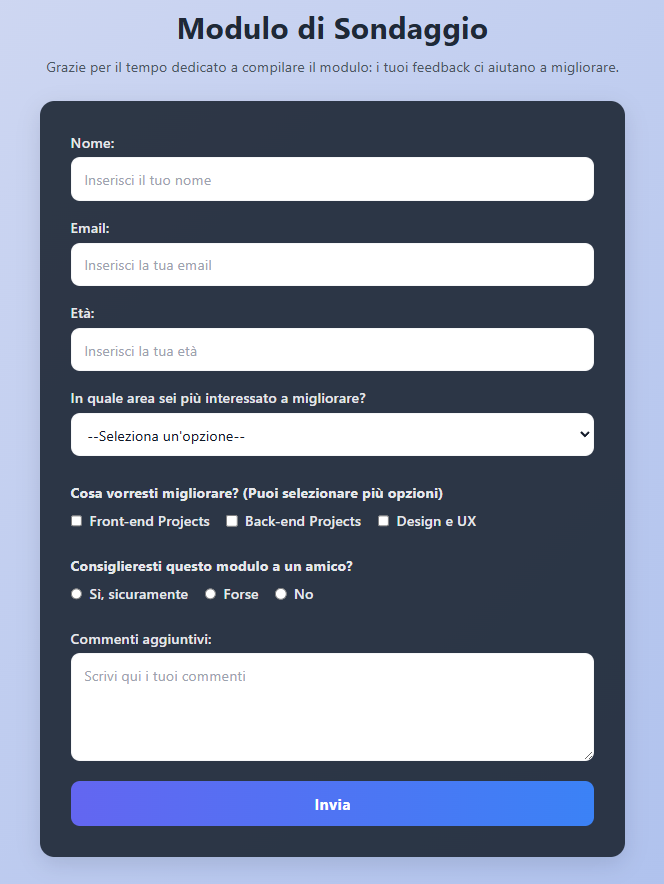 Modulo di Sondaggio
Grazie per il tempo dedicato a compilare il modulo: i tuoi feedback ci aiutano a migliorare.
Nome:
Inserisci il tuo nome
Email:
Inserisci la tua email
Età:
Inserisci la tua età
In quale area sei più interessato a migliorare?
--Seleziona un'opzione--
Cosa vorresti migliorare? (Puoi selezionare più opzioni)
Front-end Projects Back-end Projects Design e UX
Consiglieresti questo modulo a un amico?
Sì, sicuramente Forse No
Commenti aggiuntivi:
Scrivi qui i tuoi commenti
Invia